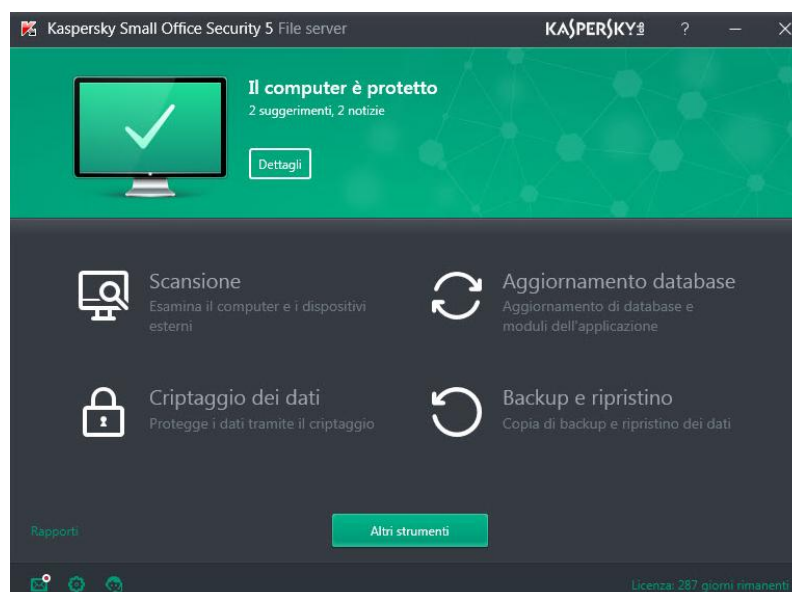 Kaspersky Small Office Security 5 File server
KASPERSKY
?
Il computer è protetto
2 suggerimenti, 2 notizie
Dettagli
Scansione
Esamina il computer e i dispositivi
esterni
Aggiornamento database
Aggiornamento di database e
moduli dell'applicazione
Criptaggio dei dati
Protegge i dati tramite il criptaggio
Backup e ripristino
Copia di backup e ripristino dei dati
Rapporti
Altri strumenti
Licenza: 287 giorni rimanenti